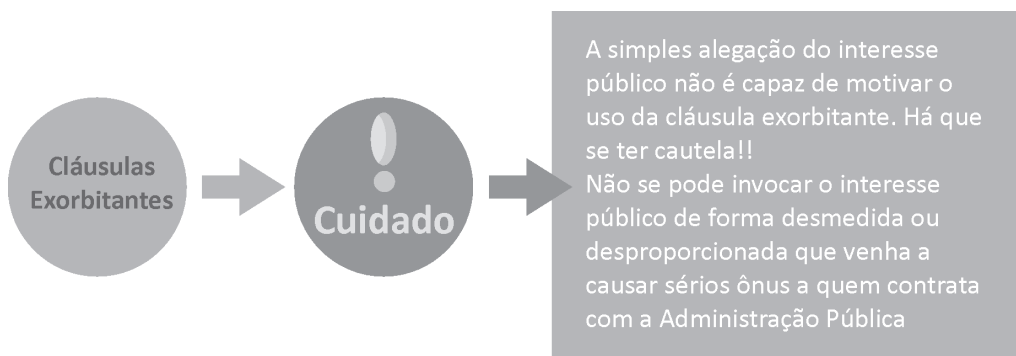 Cláusulas
Exorbitantes
!
Cuidado
A simples alegação do interesse
público não é capaz de motivar o
uso da cláusula exorbitante. Há que
se ter cautela!!
Não se pode invocar o interesse
público de forma desmedida ou
desproporcionada que venha a
causar sérios ônus a quem contrata
com a Administração Pública